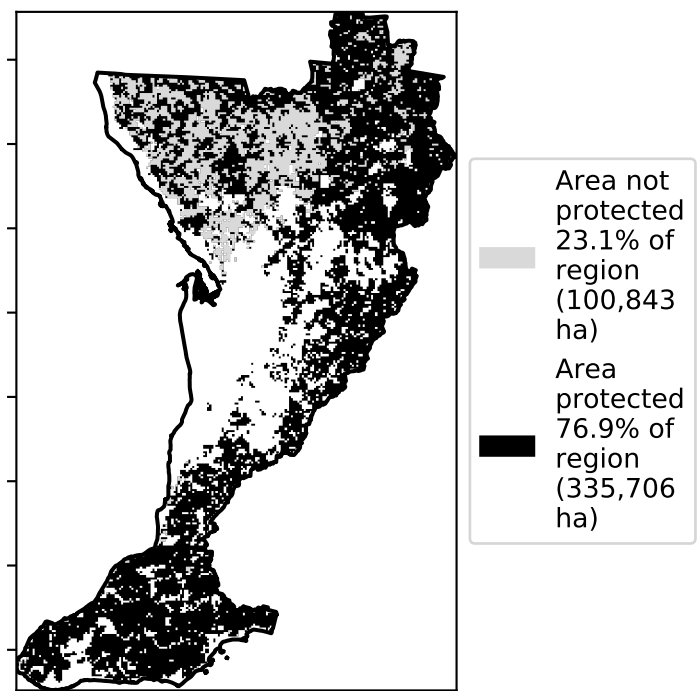 Area not
protected
23.1% of
region
(100,843
ha)
Area
protected
76.9% of
region
(335,706
ha)